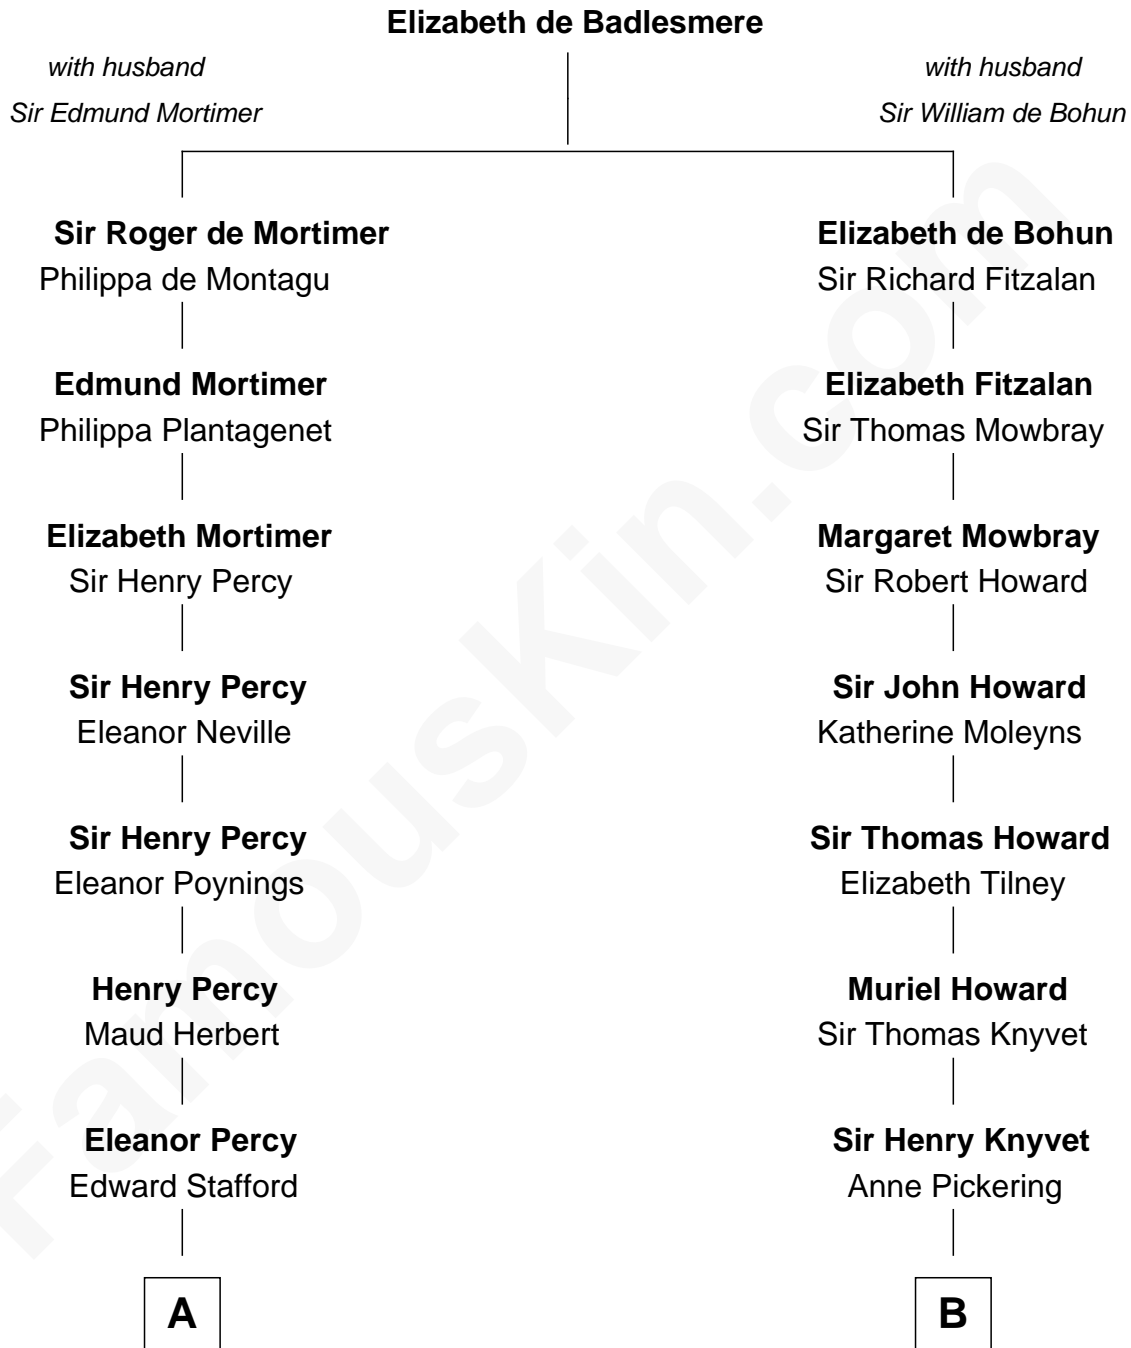 Elizabeth de Badlesmere
with husband
Sir Edmund Mortimer
with husband
Sir William de Bohun
Sir Roger de Mortimer
Philippa de Montagu
Elizabeth de Bohun
Sir Richard Fitzalan
Edmund Mortimer
Philippa Plantagenet
Elizabeth Fitzalan
Sir Thomas Mowbray
Elizabeth Mortimer
Sir Henry Percy
Margaret Mowbray
Sir Robert Howard
Sir Henry Percy
Eleanor Neville
Sir John Howard
Katherine Moleyns
Sir Henry Percy
Eleanor Poynings
Sir Thomas Howard
Elizabeth Tilney
Henry Percy
Maud Herbert
Muriel Howard
Sir Thomas Knyvet
Eleanor Percy
Edward Stafford
Sir Henry Knyvet
Anne Pickering
A
B
FamousKin.com